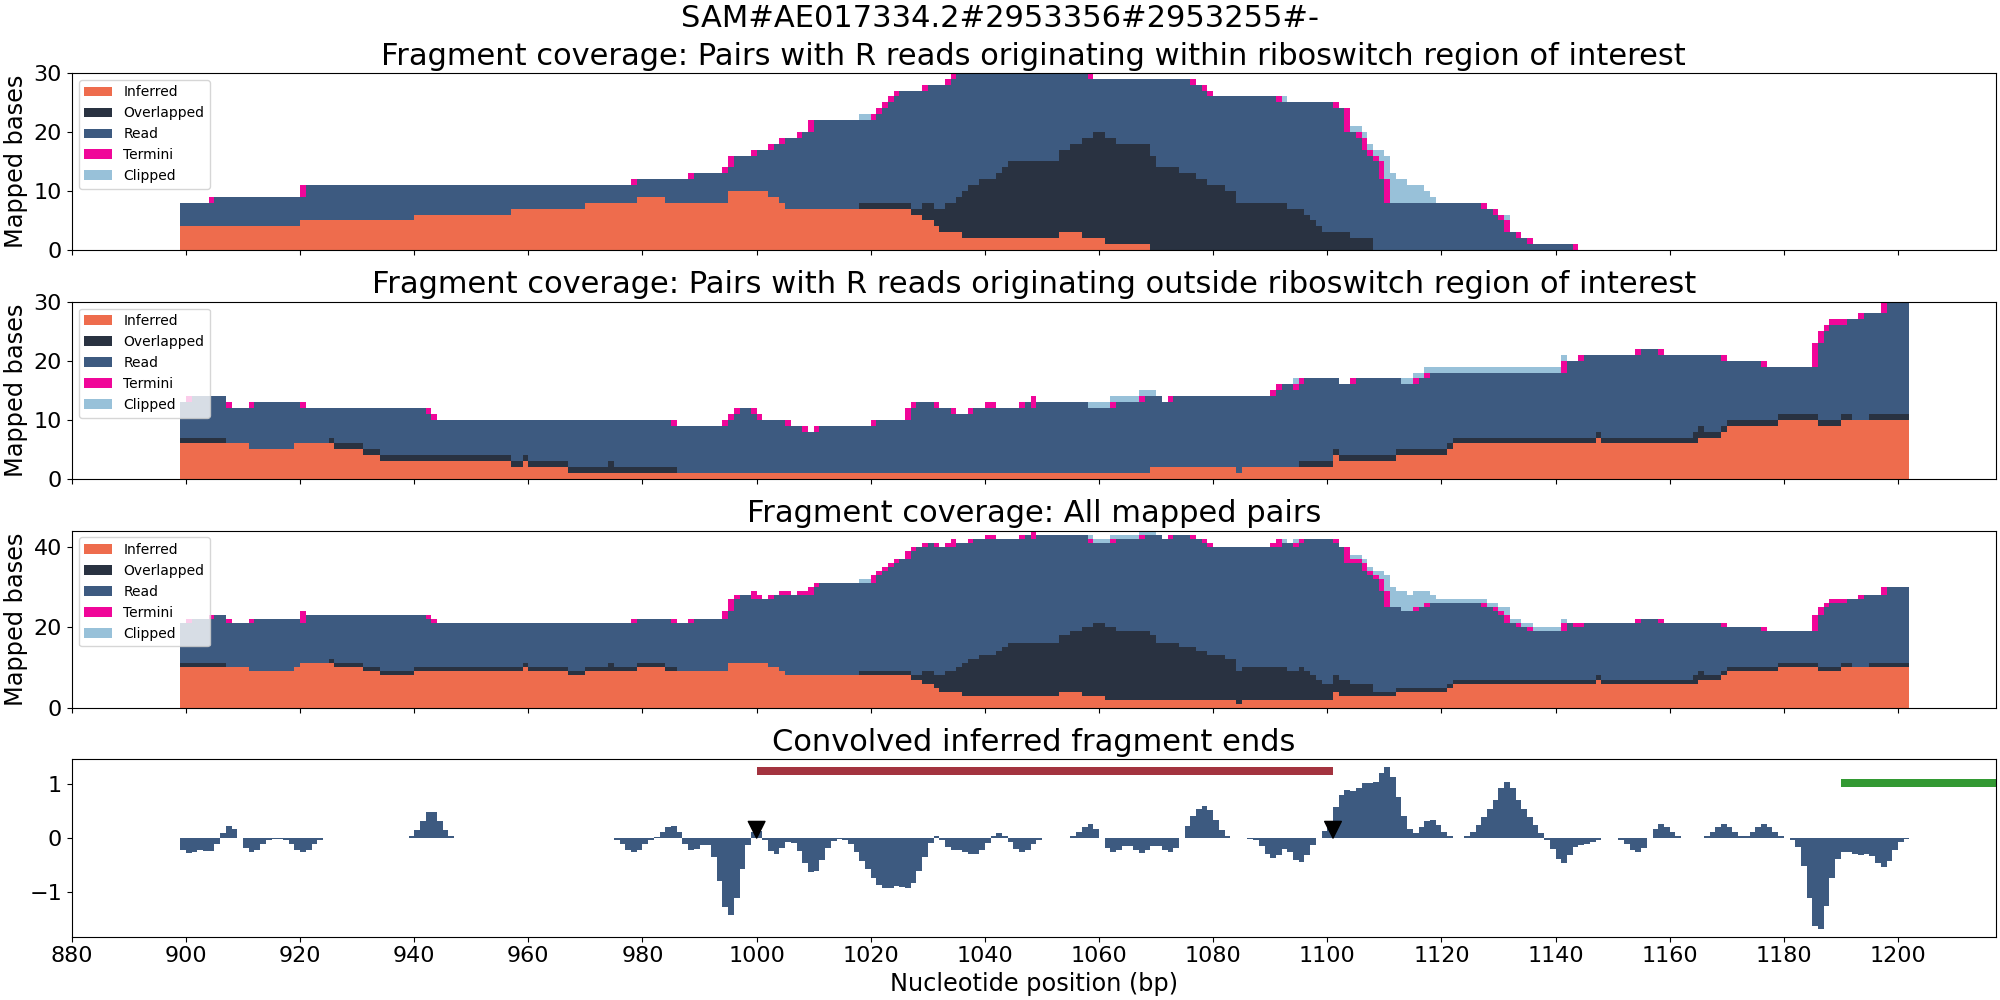 SAM#AE017334.2#2953356#2953255#-
Fragment coverage: Pairs with R reads originating within riboswitch region of interest
Mapped bases
30
20
10
0
Inferred
Overlapped
Read
Termini
Clipped
Fragment coverage: Pairs with R reads originating outside riboswitch region of interest
Mapped bases
30
20
10
0
Inferred
Overlapped
Read
Termini
Clipped
Fragment coverage: All mapped pairs
Mapped bases
40
20
0
Inferred
Overlapped
Read
Termini
Clipped
Convolved inferred fragment ends
1
0
−1
880 900 920 940 960 980 1000 1020 1040 1060 1080 1100 1120 1140 1160 1180 1200
Nucleotide position (bp)